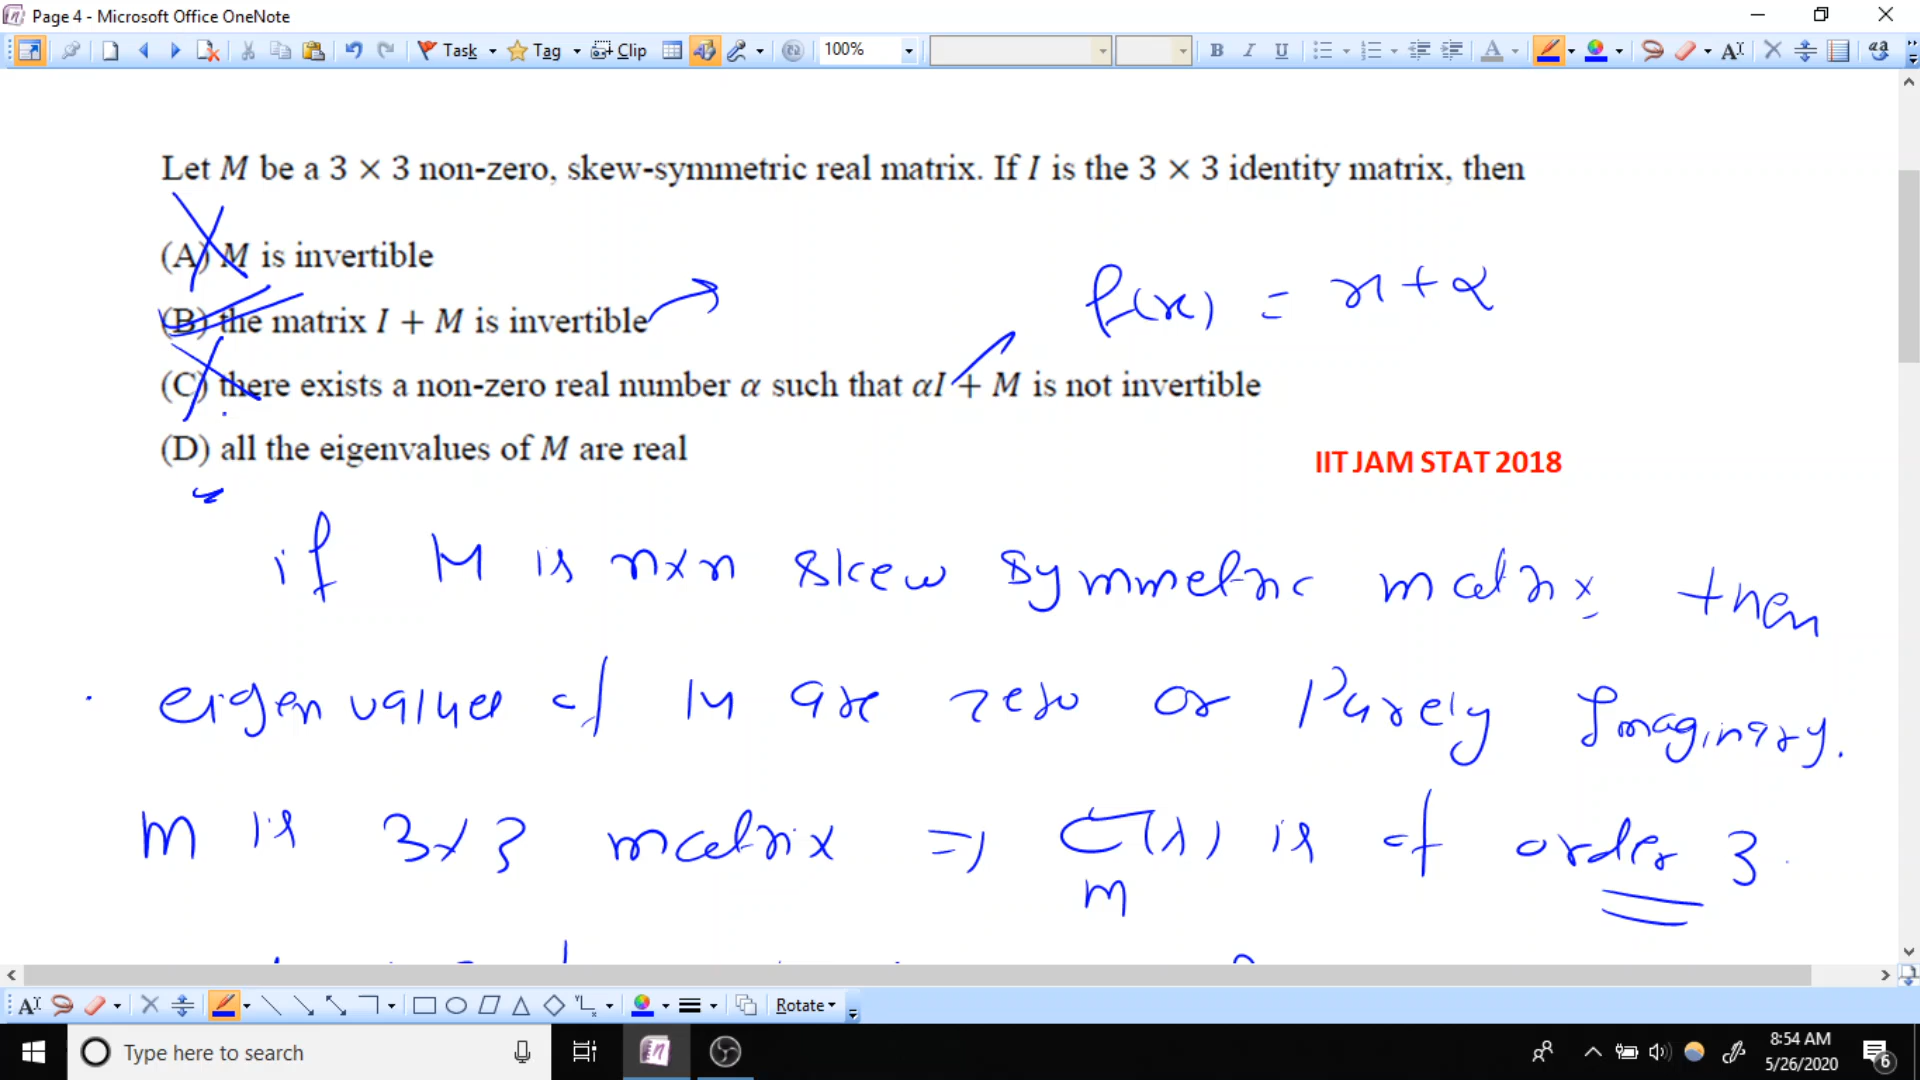 Page 4 - Microsoft Office OneNote
Task Tag Clip 100% B I U
Let M be a 3 × 3 non-zero, skew-symmetric real matrix. If I is the 3 × 3 identity matrix, then
(A) M is invertible
f(x) = x + α
(B) the matrix I + M is invertible
(C) there exists a non-zero real number α such that αI + M is not invertible
(D) all the eigenvalues of M are real
IIT JAM STAT 2018
if M is n×n skew symmetric matrix, then
eigen values of M are zero or Purely Imaginary.
M is 3×3 matrix => C_M(λ) is of order 3.
Rotate
Type here to search
8:54 AM
5/26/2020
6